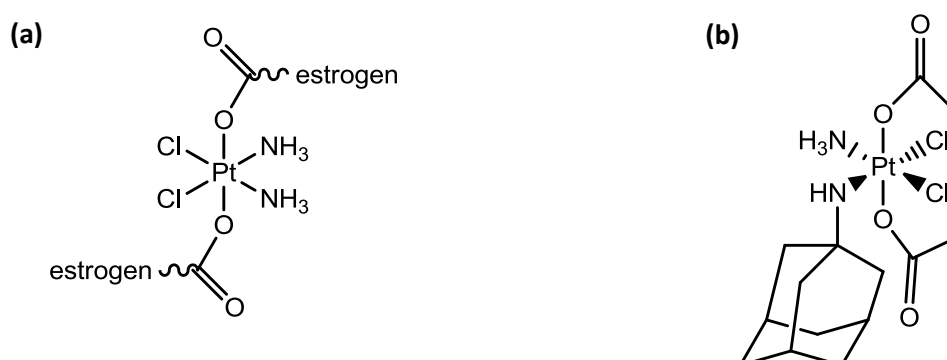 (a)
O
estrogen
O
Cl NH3
Pt
Cl NH3
O
estrogen
O
(b)
O
O
H3N Cl
Pt
HN Cl
O
O